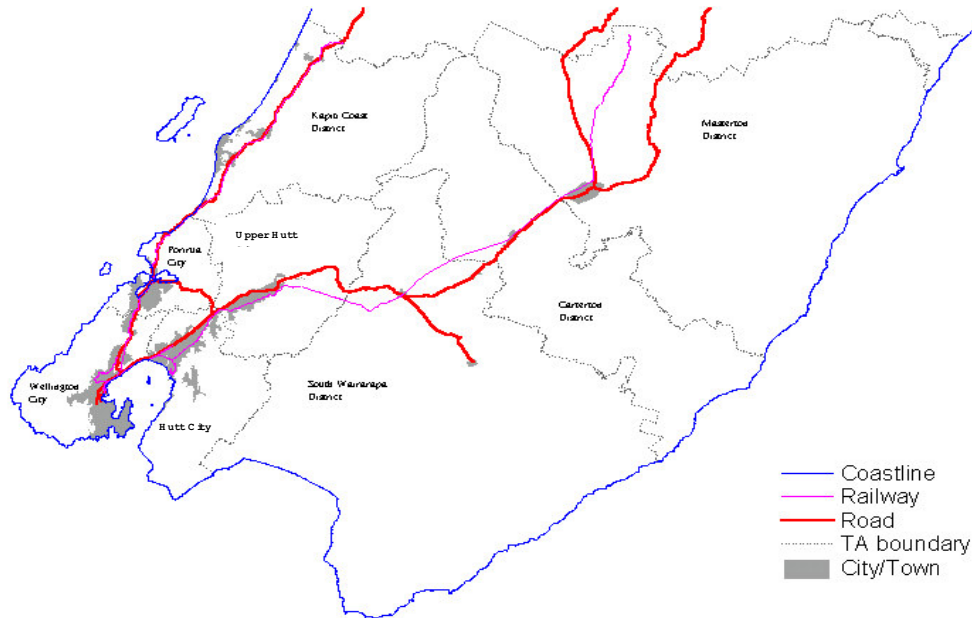 Kapiti Coast
District
Masterton
District
Upper Hutt
Porirua
City
Carterton
District
South Wairarapa
District
Wellington
City
Hutt City
Coastline
Railway
Road
TA boundary
City/Town